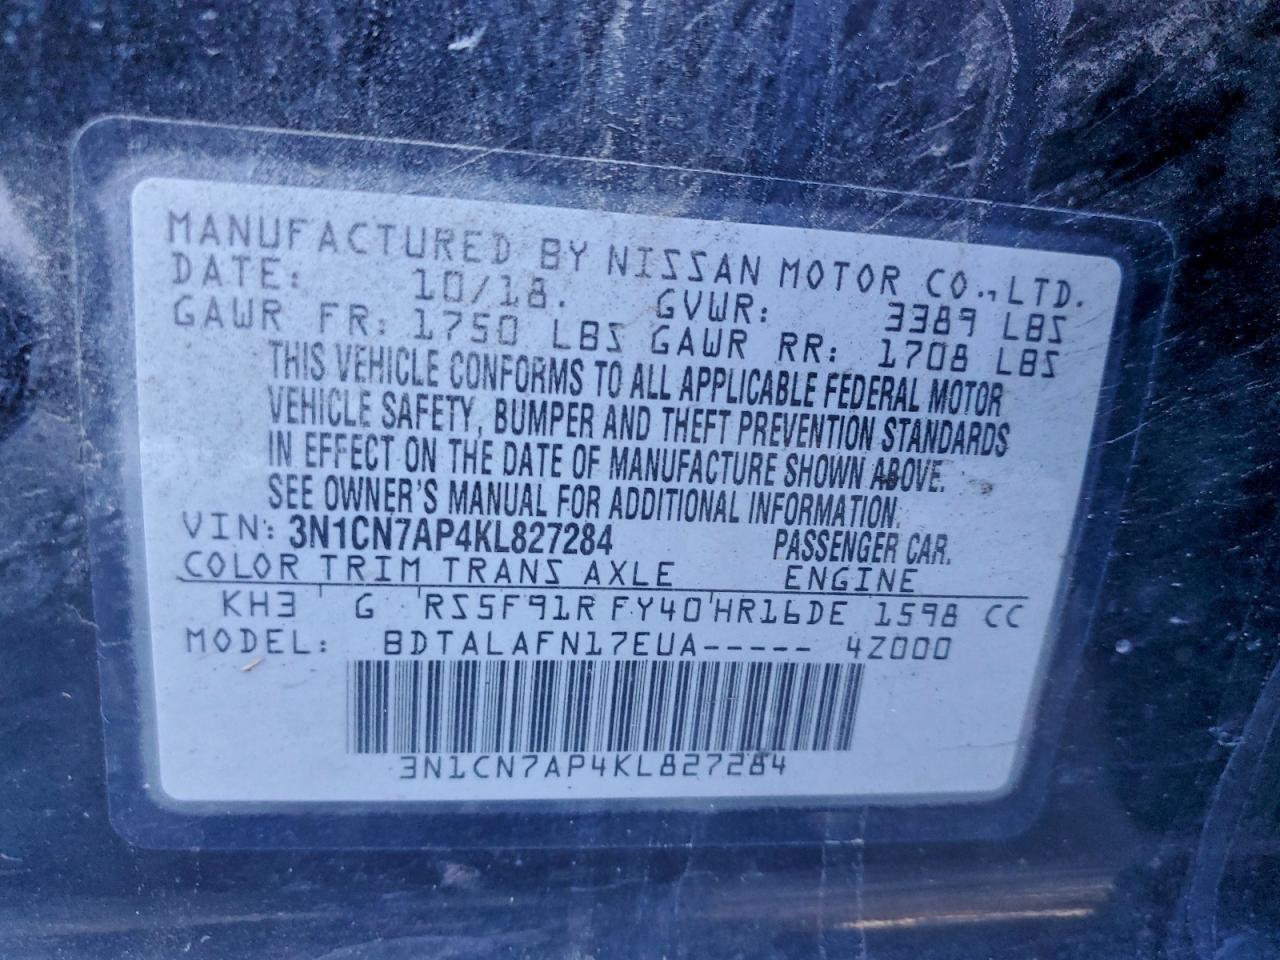 MANUFACTURED BY NISSAN MOTOR CO., LTD.
DATE: 10/18. GVWR: 3389 LBS
GAWR FR: 1750 LBS GAWR RR: 1708 LBS
THIS VEHICLE CONFORMS TO ALL APPLICABLE FEDERAL MOTOR
VEHICLE SAFETY, BUMPER AND THEFT PREVENTION STANDARDS
IN EFFECT ON THE DATE OF MANUFACTURE SHOWN ABOVE.
SEE OWNER'S MANUAL FOR ADDITIONAL INFORMATION.
VIN: 3N1CN7AP4KL827284 PASSENGER CAR.
COLOR TRIM TRANS AXLE ENGINE
KH3 G RS5F91R FY40 HR16DE 1598 CC
MODEL: BDTALAFN17EUA----- 4Z000
3N1CN7AP4KL827284